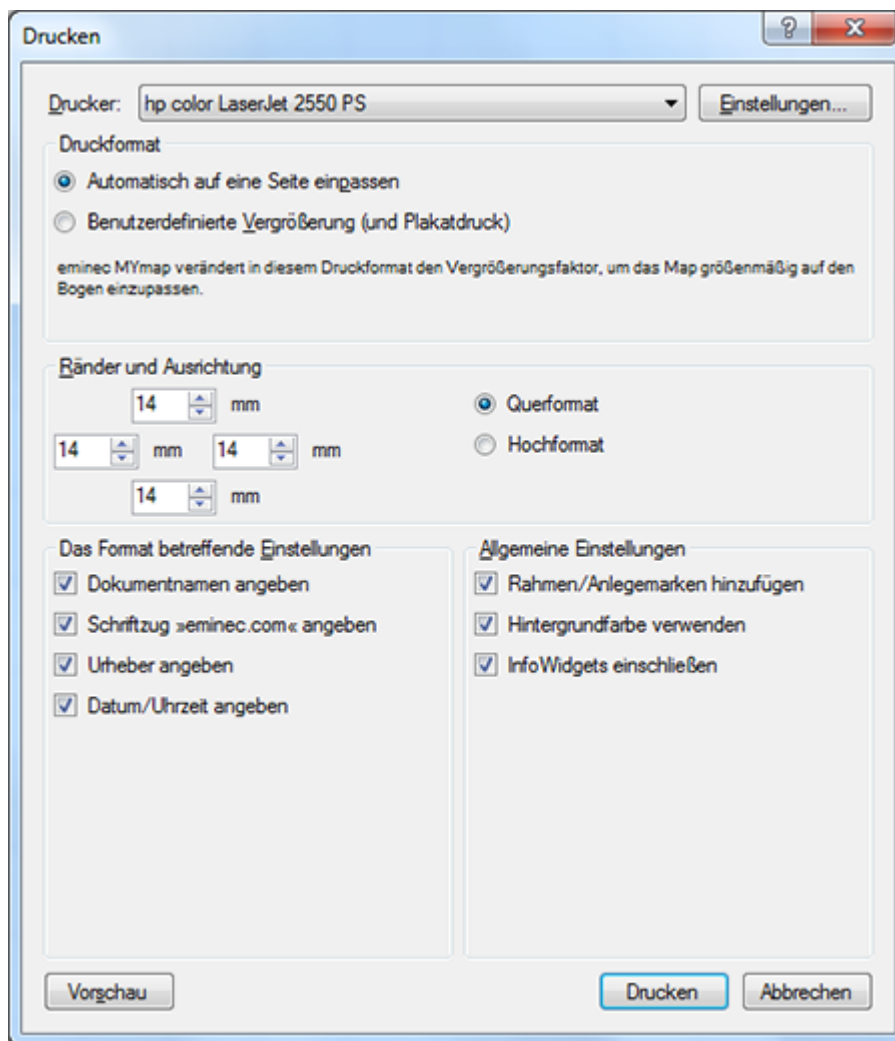 Drucken
Drucker: hp color LaserJet 2550 PS Einstellungen...
Druckformat
Automatisch auf eine Seite einpassen
Benutzerdefinierte Vergrößerung (und Plakatdruck)
eminec MYmap verändert in diesem Druckformat den Vergrößerungsfaktor, um das Map größenmäßig auf den
Bogen einzupassen.
Ränder und Ausrichtung
14 mm
14 mm 14 mm
14 mm
Querformat
Hochformat
Das Format betreffende Einstellungen
Dokumentnamen angeben
Schriftzug »eminec.com« angeben
Urheber angeben
Datum/Uhrzeit angeben
Allgemeine Einstellungen
Rahmen/Anlegemarken hinzufügen
Hintergrundfarbe verwenden
InfoWidgets einschließen
Vorschau Drucken Abbrechen